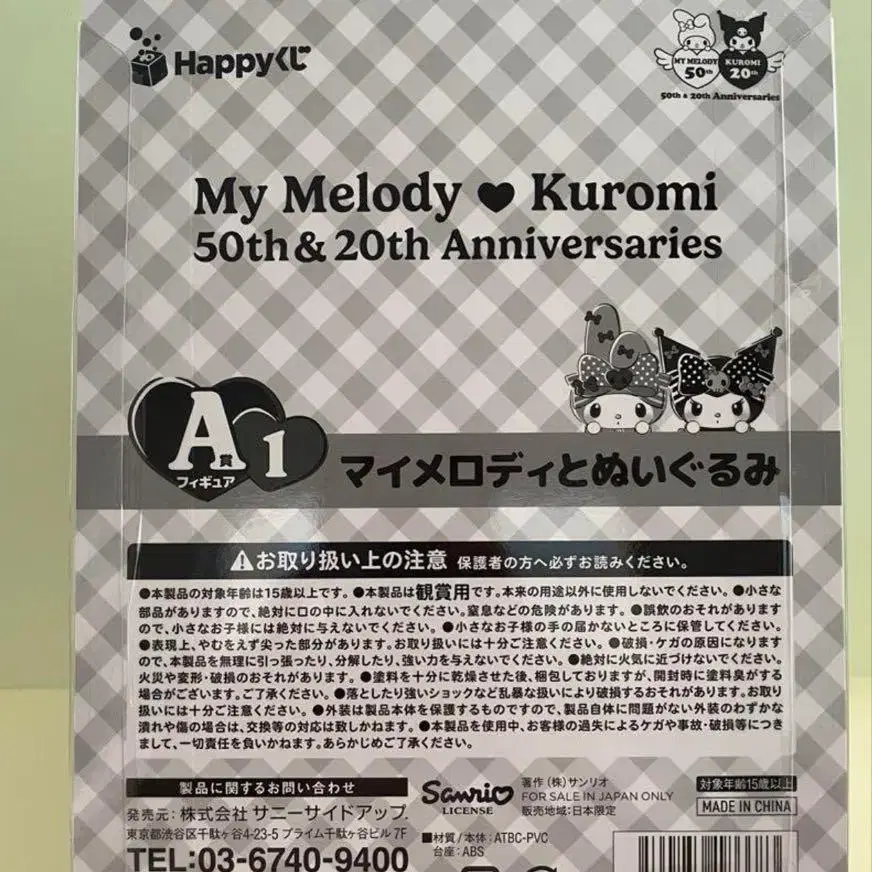 Happyくじ
MY MELODY 50th KUROMI 20th
50th & 20th Anniversaries
My Melody ♥ Kuromi
50th & 20th Anniversaries
A賞 フィギュア 1
マイメロディとぬいぐるみ
⚠お取り扱い上の注意 保護者の方へ必ずお読みください。
●本製品の対象年齢は15歳以上です。●本製品は観賞用です。本来の用途以外に使用しないでください。●小さな
部品がありますので、絶対に口の中に入れないでください。窒息などの危険があります。●誤飲のおそれがあります
ので、小さなお子様には絶対に与えないでください。●小さなお子様の手の届かないところに保管してください。
●表現上、やむをえず尖った部分があります。お取り扱いには十分ご注意ください。●破損・ケガの原因になります
ので、本製品を無理に引っ張ったり、分解したり、強い力を与えないでください。●絶対に火気に近づけないでください。
火災や変形・破損のおそれがあります。●塗料を十分に乾燥させた後、梱包しておりますが、開封時に塗料臭がする
場合がございます。ご了承ください。●落としたり強いショックなど乱暴な扱いにより破損するおそれがあります。お取り
扱いには十分ご注意ください。●外装は製品本体を保護するものですので、製品自体に問題がない外装のわずかな
潰れや傷の場合は、交換等の対応は致しかねます。●本製品を使用中、お客様の過失によるケガや事故・破損等につき
まして、一切責任を負いかねます。あらかじめご了承ください。
製品に関するお問い合わせ
発売元：株式会社 サニーサイドアップ.
東京都渋谷区千駄ヶ谷4-23-5 プライム千駄ヶ谷ビル 7F
TEL:03-6740-9400
Sanrio
LICENSE
著作 （株）サンリオ
FOR SALE IN JAPAN ONLY
販売地域：日本限定
■材質／本体：ATBC-PVC
台座：ABS
対象年齢15歳以上
MADE IN CHINA